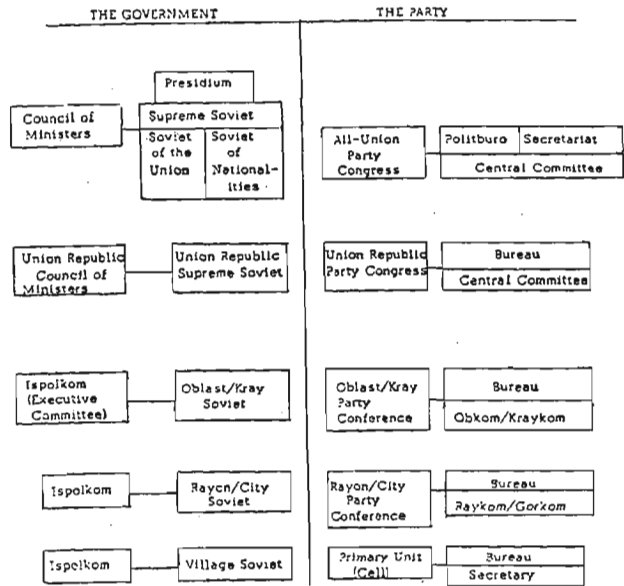 THE GOVERNMENT
THE PARTY
Presidium
Council of
Ministers
Supreme Soviet
Soviet
of the
Union
Soviet
of
National-
ities
All-Union
Party
Congress
Politburo
Secretariat
Central Committee
Union Republic
Council of
Ministers
Union Republic
Supreme Soviet
Union Republic
Party Congress
Bureau
Central Committee
Ispolkom
(Executive
Committee)
Oblast/Kray
Soviet
Oblast/Kray
Party
Conference
Bureau
Obkom/Kraykom
Ispolkom
Rayon/City
Soviet
Rayon/City
Party
Conference
Bureau
Raykom/Gorkom
Ispolkom
Village Soviet
Primary Unit
(Cell)
Bureau
Secretary